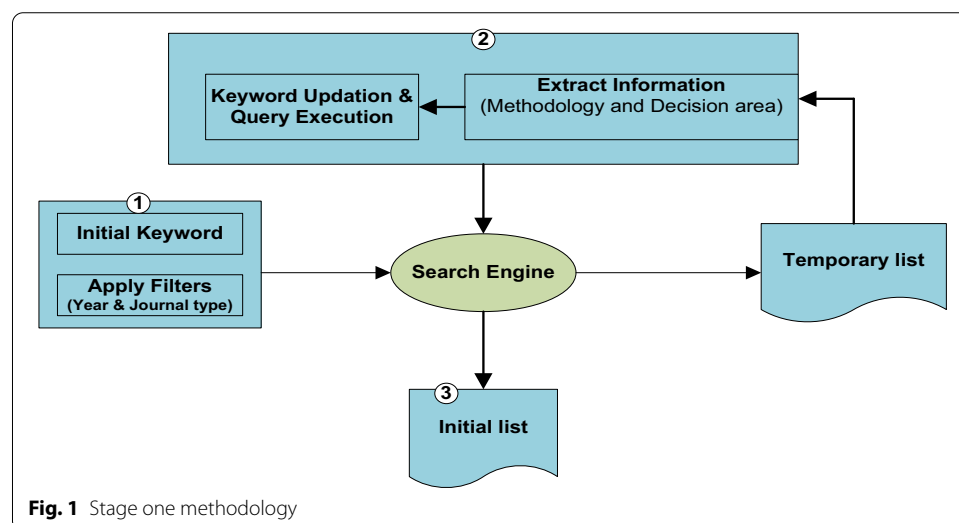 2
Keyword Updation &
Query Execution
Extract Information
(Methodology and Decision area)
1
Initial Keyword
Apply Filters
(Year & Journal type)
Search Engine
Temporary list
3
Initial list
Fig. 1 Stage one methodology